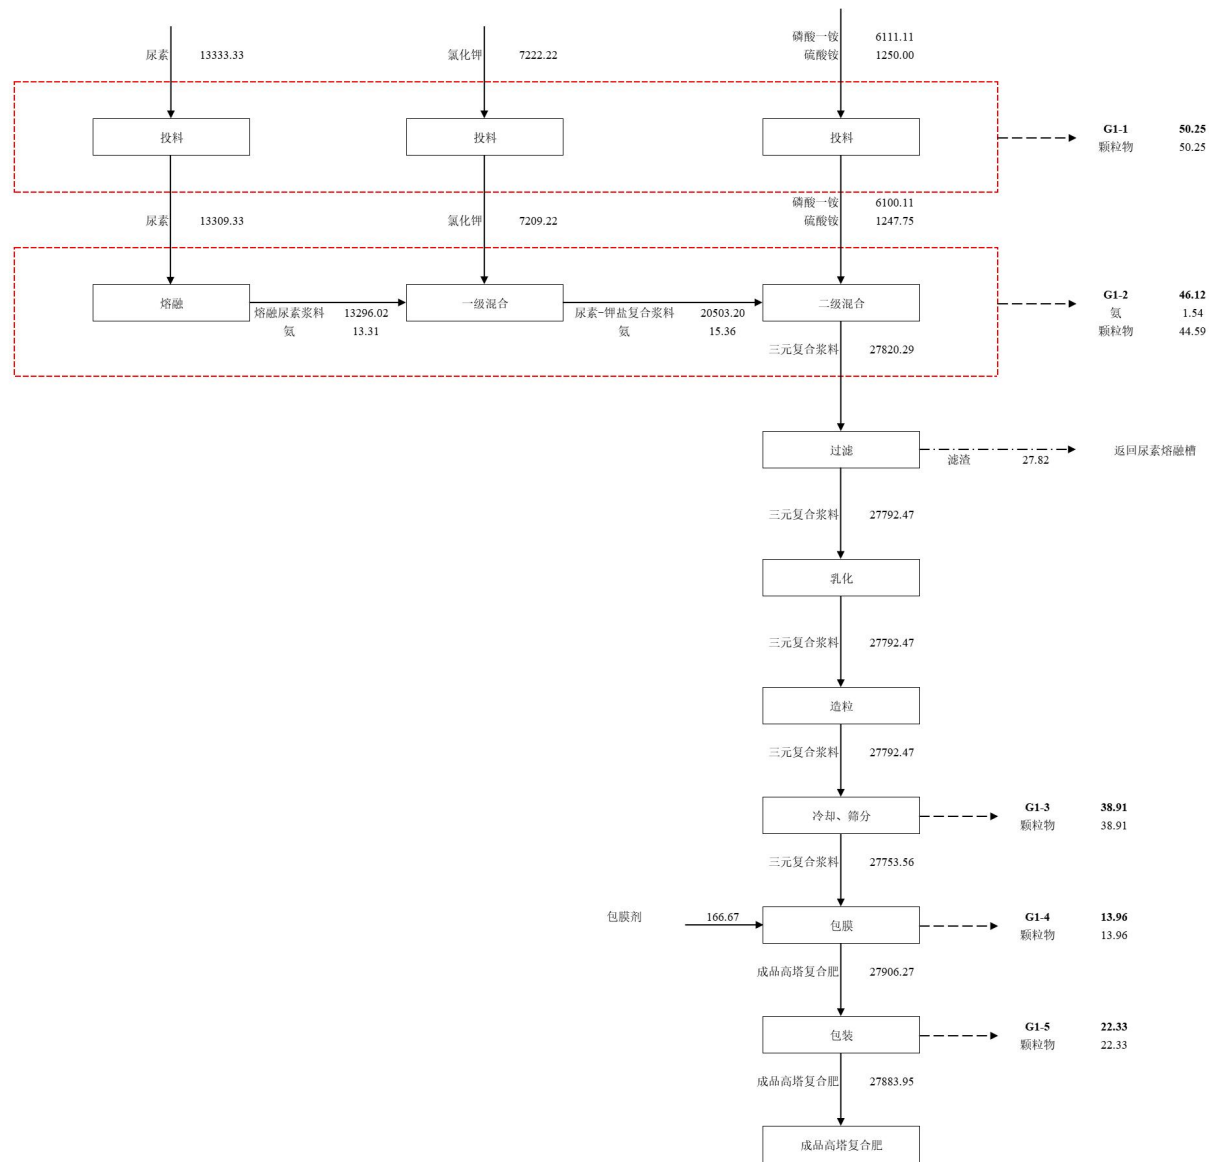 尿素 13333.33
氯化钾 7222.22
磷酸一铵 6111.11
硫酸铵 1250.00
投料
投料
投料
G1-1 50.25
颗粒物 50.25
尿素 13309.33
氯化钾 7209.22
磷酸一铵 6100.11
硫酸铵 1247.75
熔融
熔融尿素浆料 13296.02
氨 13.31
一级混合
尿素-钾盐复合浆料 20503.20
氨 15.36
二级混合
G1-2 46.12
氨 1.54
颗粒物 44.59
三元复合浆料 27820.29
过滤
滤渣 27.82
返回尿素熔融槽
三元复合浆料 27792.47
乳化
三元复合浆料 27792.47
造粒
三元复合浆料 27792.47
冷却、筛分
G1-3 38.91
颗粒物 38.91
三元复合浆料 27753.56
包膜剂 166.67
包膜
G1-4 13.96
颗粒物 13.96
成品高塔复合肥 27906.27
包装
G1-5 22.33
颗粒物 22.33
成品高塔复合肥 27883.95
成品高塔复合肥